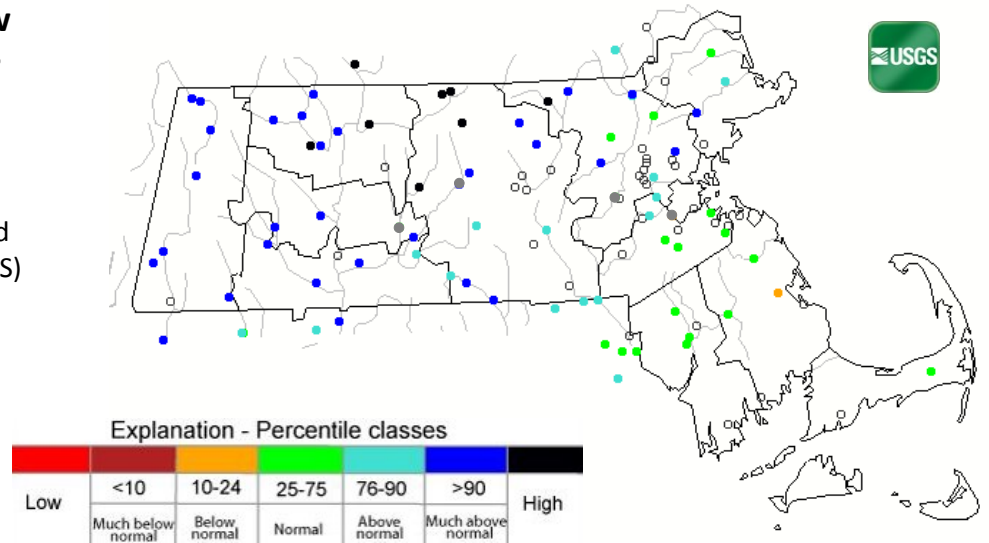 USGS
S)
Explanation - Percentile classes
Low
<10
10-24
25-75
76-90
>90
High
Much below
normal
Below
normal
Normal
Above
normal
Much above
normal